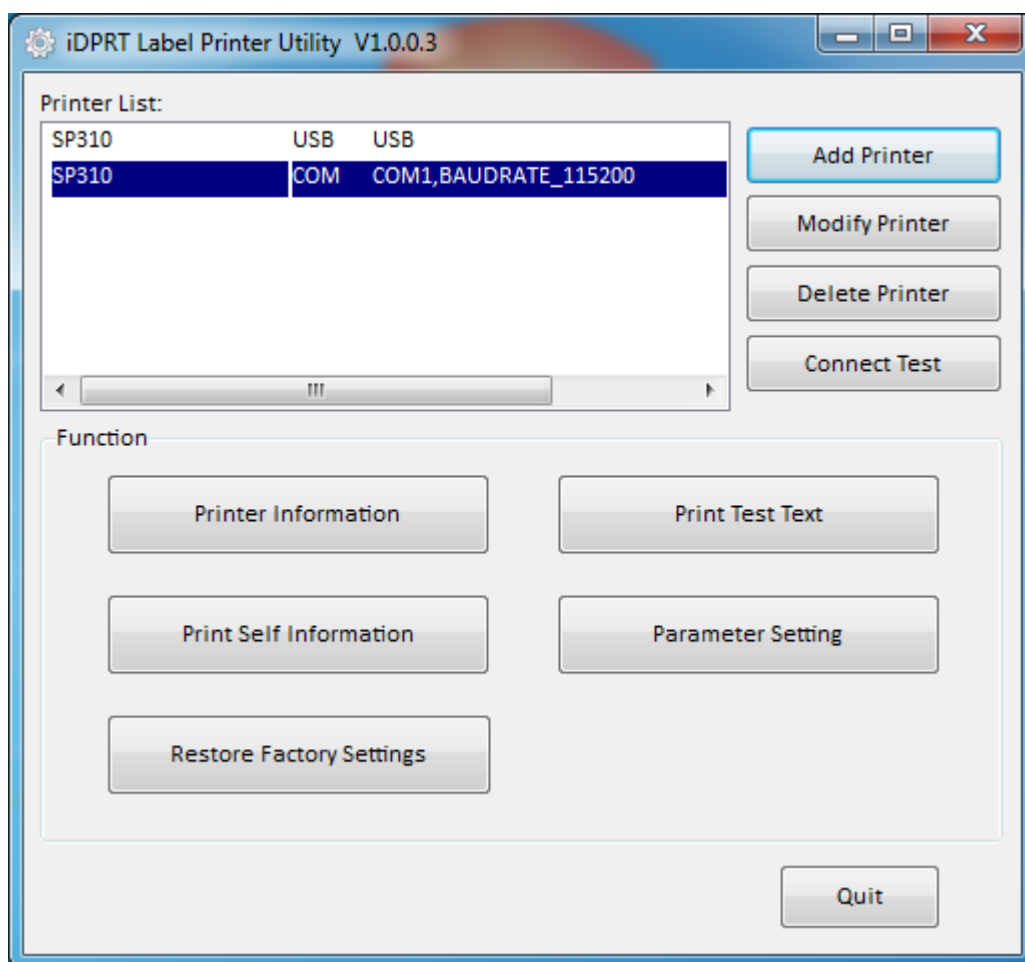 iDPRT Label Printer Utility V1.0.0.3
Printer List:
SP310 USB USB
SP310 COM COM1,BAUDRATE_115200
Add Printer
Modify Printer
Delete Printer
Connect Test
Function
Printer Information
Print Test Text
Print Self Information
Parameter Setting
Restore Factory Settings
Quit